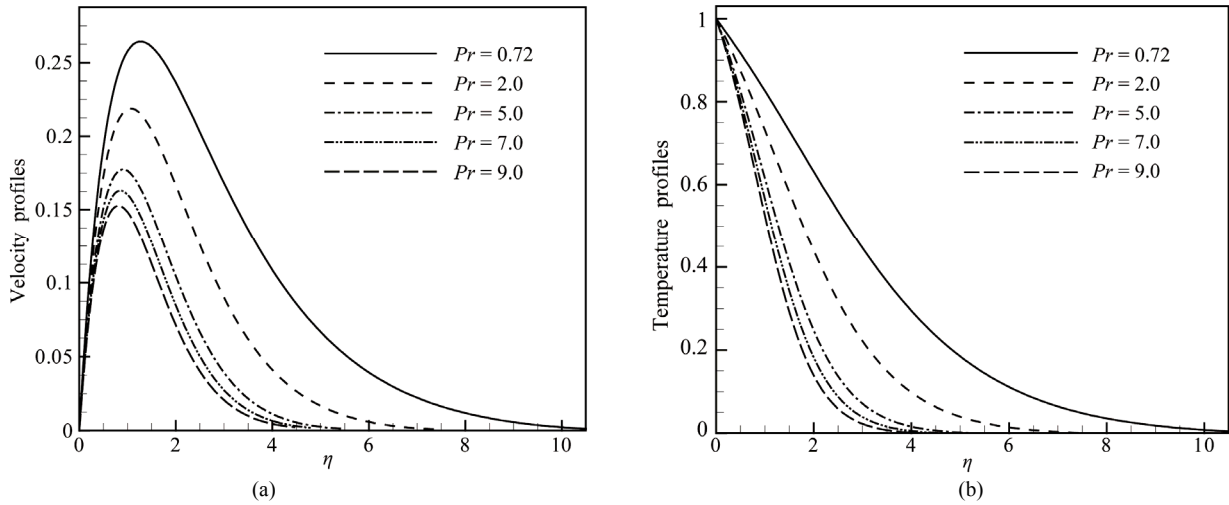 Velocity profiles
0.25
0.2
0.15
0.1
0.05
0
0 2 4 6 8 10
η
Pr = 0.72
Pr = 2.0
Pr = 5.0
Pr = 7.0
Pr = 9.0
(a)
Temperature profiles
1
0.8
0.6
0.4
0.2
0
0 2 4 6 8 10
η
Pr = 0.72
Pr = 2.0
Pr = 5.0
Pr = 7.0
Pr = 9.0
(b)